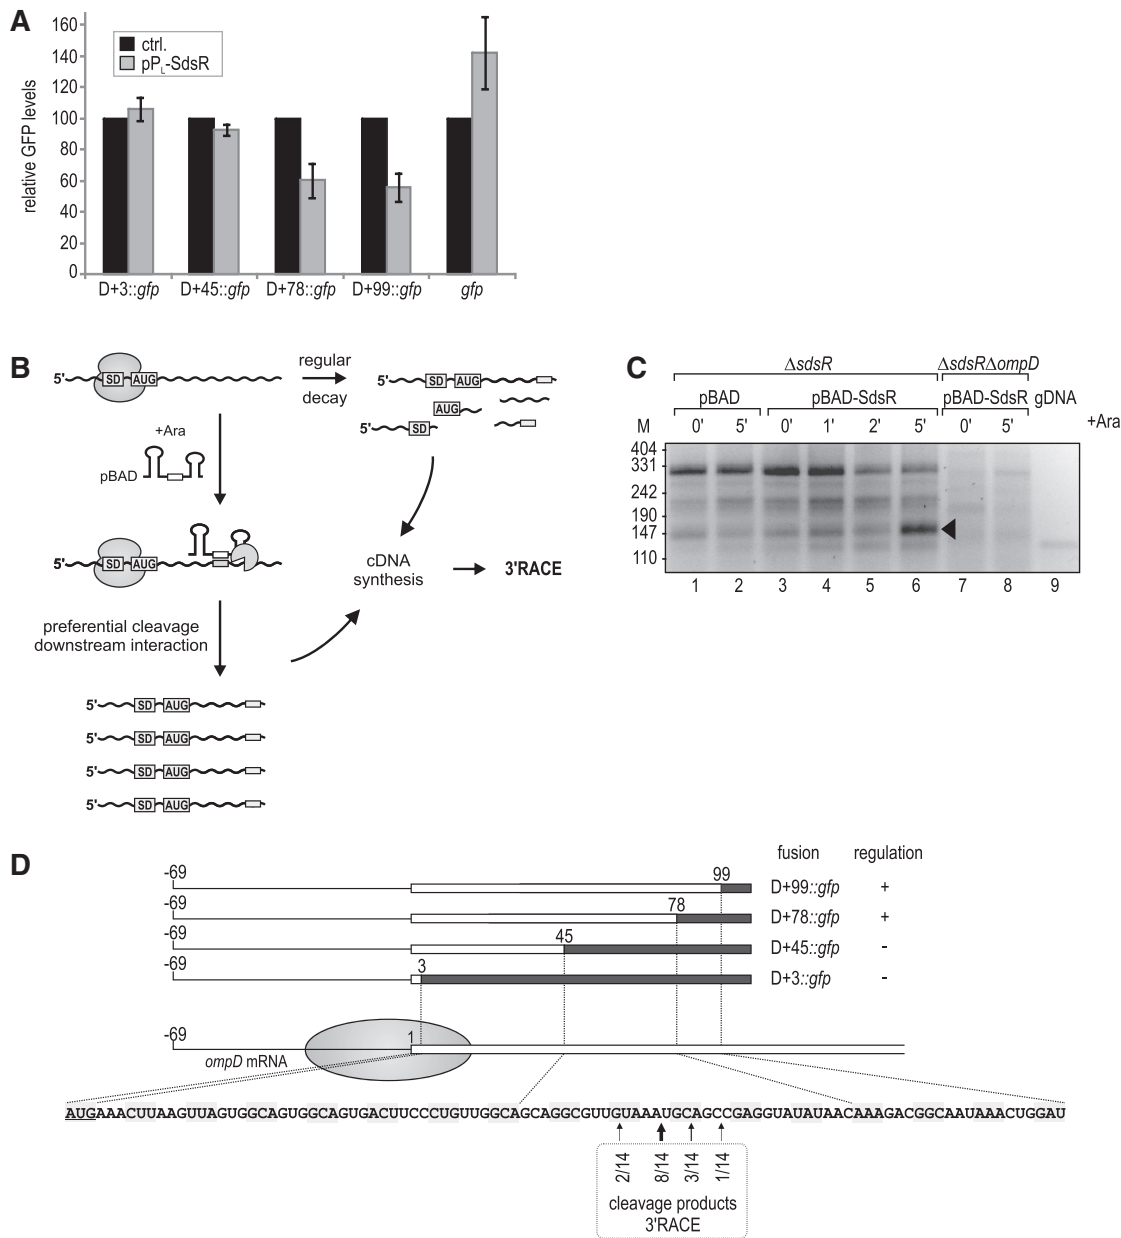 A
160
140
120
100
80
60
40
20
0
relative GFP levels
ctrl.
pPL-SdsR
D+3::gfp D+45::gfp D+78::gfp D+99::gfp gfp
B
5' SD AUG
regular
decay
5' SD AUG
AUG
5' SD
+Ara
pBAD
5' SD AUG
cDNA
synthesis
3'RACE
preferential cleavage
downstream interaction
5' SD AUG
5' SD AUG
5' SD AUG
5' SD AUG
C
ΔsdsR ΔsdsRΔompD
pBAD pBAD-SdsR pBAD-SdsR gDNA
M 0' 5' 0' 1' 2' 5' 0' 5' +Ara
404
331
242
190
147
110
1 2 3 4 5 6 7 8 9
D
fusion regulation
-69 99 D+99::gfp +
-69 78 D+78::gfp +
-69 45 D+45::gfp -
-69 3 D+3::gfp -
-69 1
ompD mRNA
AUGAAACUUAAGUUAGUGGCAGUGGCAGUGACUUCCCUGUUGGCAGCAGGCGUUGUAAAUGCAGCCGAGGUAUAUAACAAAGACGGCAAUAAACUGGAU
2/14 8/14 3/14 1/14
cleavage products
3'RACE